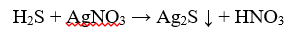 H₂S + AgNO₃ → Ag₂S ↓ + HNO₃